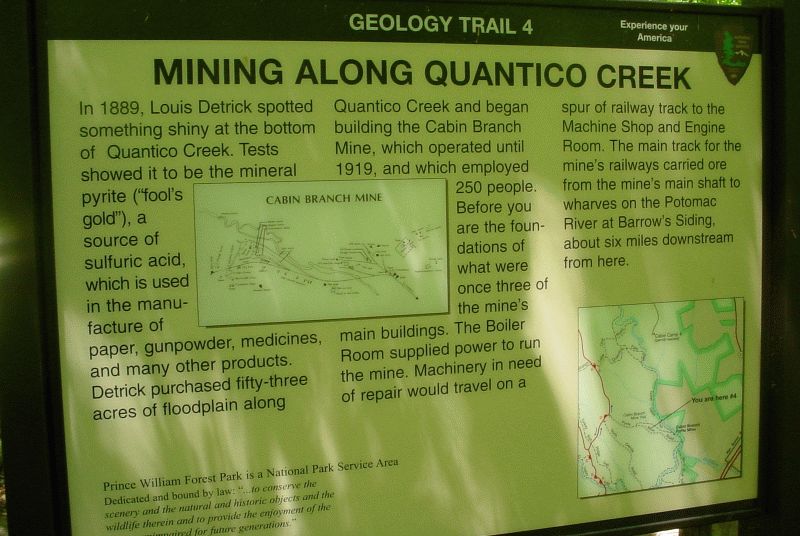 GEOLOGY TRAIL 4
Experience your
America
MINING ALONG QUANTICO CREEK
In 1889, Louis Detrick spotted
something shiny at the bottom
of Quantico Creek. Tests
showed it to be the mineral
pyrite ("fool's
gold"), a
source of
sulfuric acid,
which is used
in the manu-
facture of
paper, gunpowder, medicines,
and many other products.
Detrick purchased fifty-three
acres of floodplain along
Quantico Creek and began
building the Cabin Branch
Mine, which operated until
1919, and which employed
250 people.
Before you
are the foun-
dations of
what were
once three of
the mine's
main buildings. The Boiler
Room supplied power to run
the mine. Machinery in need
of repair would travel on a
spur of railway track to the
Machine Shop and Engine
Room. The main track for the
mine's railways carried ore
from the mine's main shaft to
wharves on the Potomac
River at Barrow's Siding,
about six miles downstream
from here.
CABIN BRANCH MINE
You are here #4
Cabin Branch
Mine Trail
Cabin Branch
Pyrite Mine
Prince William Forest Park is a National Park Service Area
Dedicated and bound by law: "...to conserve the
scenery and the natural and historic objects and the
wildlife therein and to provide the enjoyment of the
unimpaired for future generations."